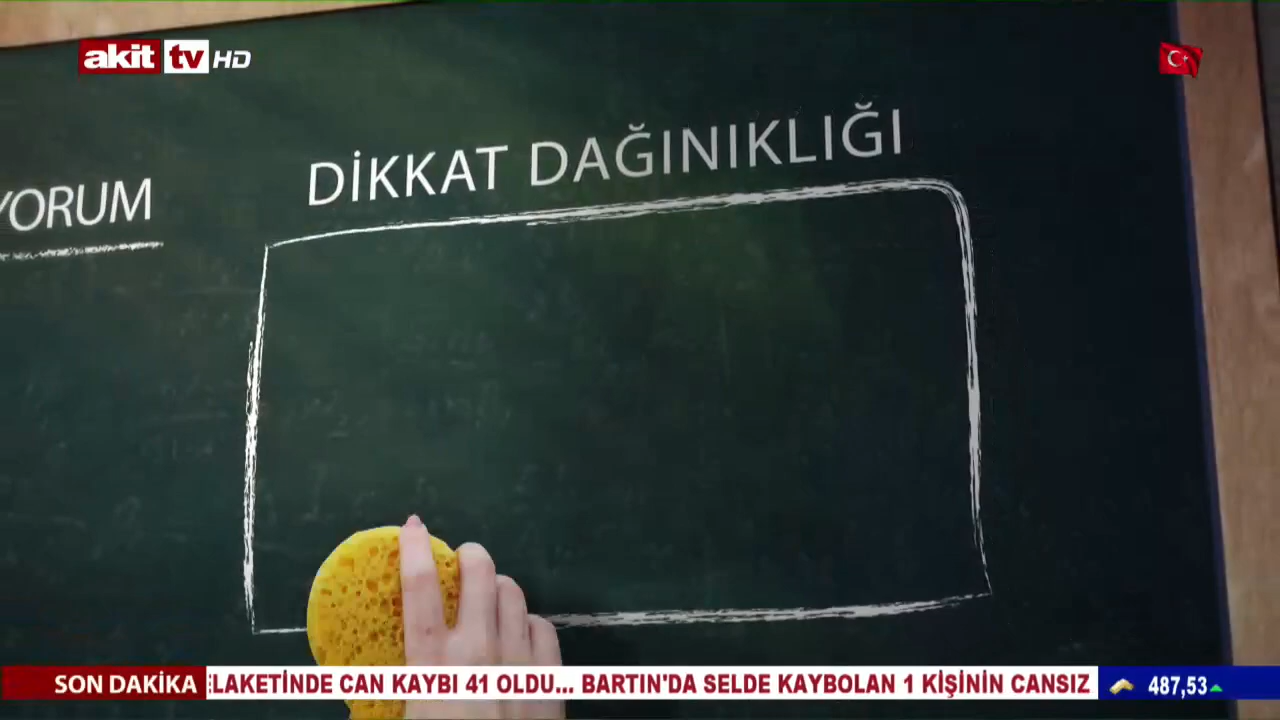 akit tv HD
DİKKAT DAĞINIKLIĞI
YORUM
SON DAKİKA
LAKETİNDE CAN KAYBI 41 OLDU... BARTIN'DA SELDE KAYBOLAN 1 KİŞİNİN CANSIZ
487,53